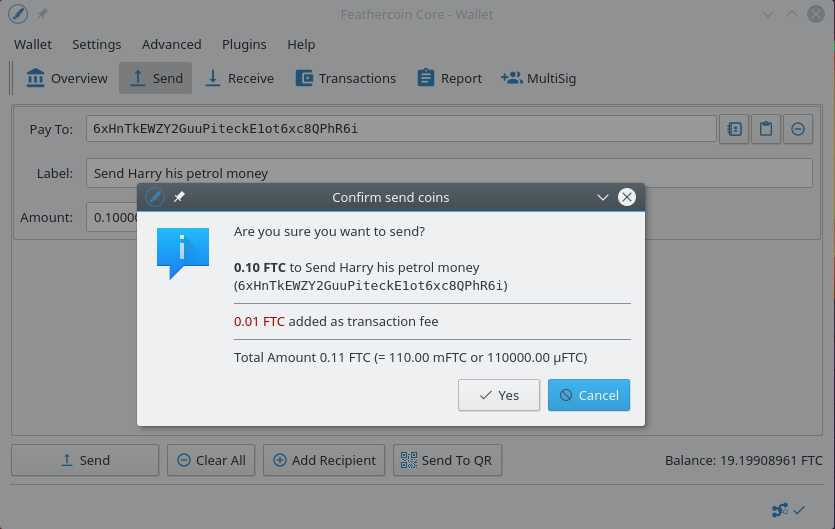 Feathercoin Core - Wallet
Wallet Settings Advanced Plugins Help
Overview Send Receive Transactions Report MultiSig
Pay To: 6xHnTkEWZY2GuuPiteckE1ot6xc8QPhR6i
Label: Send Harry his petrol money
Confirm send coins
Amount: 0.1000
Are you sure you want to send?
0.10 FTC to Send Harry his petrol money
(6xHnTkEWZY2GuuPiteckE1ot6xc8QPhR6i)
0.01 FTC added as transaction fee
Total Amount 0.11 FTC (= 110.00 mFTC or 110000.00 µFTC)
Yes Cancel
Send Clear All Add Recipient Send To QR Balance: 19.19908961 FTC